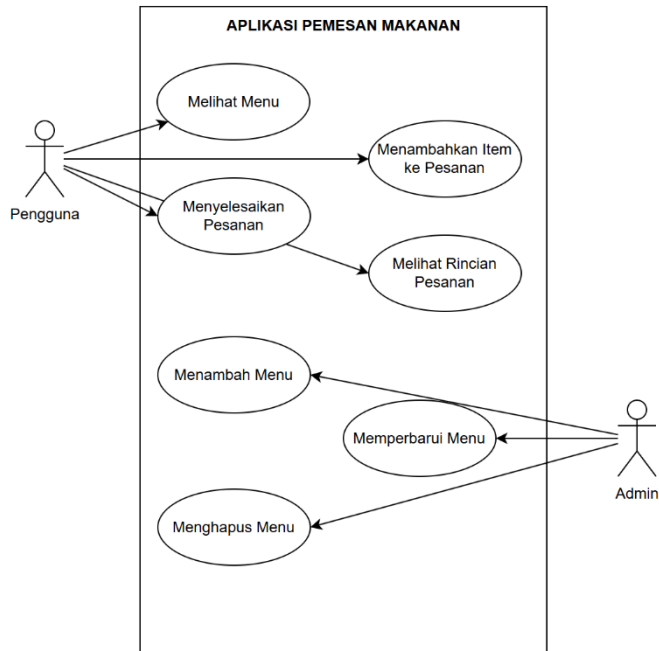 APLIKASI PEMESAN MAKANAN
Melihat Menu
Menambahkan Item
ke Pesanan
Pengguna
Menyelesaikan
Pesanan
Melihat Rincian
Pesanan
Menambah Menu
Memperbarui Menu
Admin
Menghapus Menu